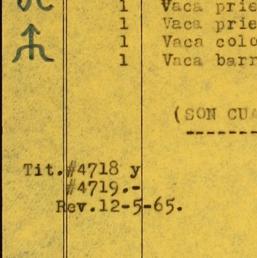 1 Vaca prie
1 Vaca prie
1 Vaca colo
1 Vaca barr
(SON CUA
Tit.#4718 y
#4719.-
Rev.12-5-65.